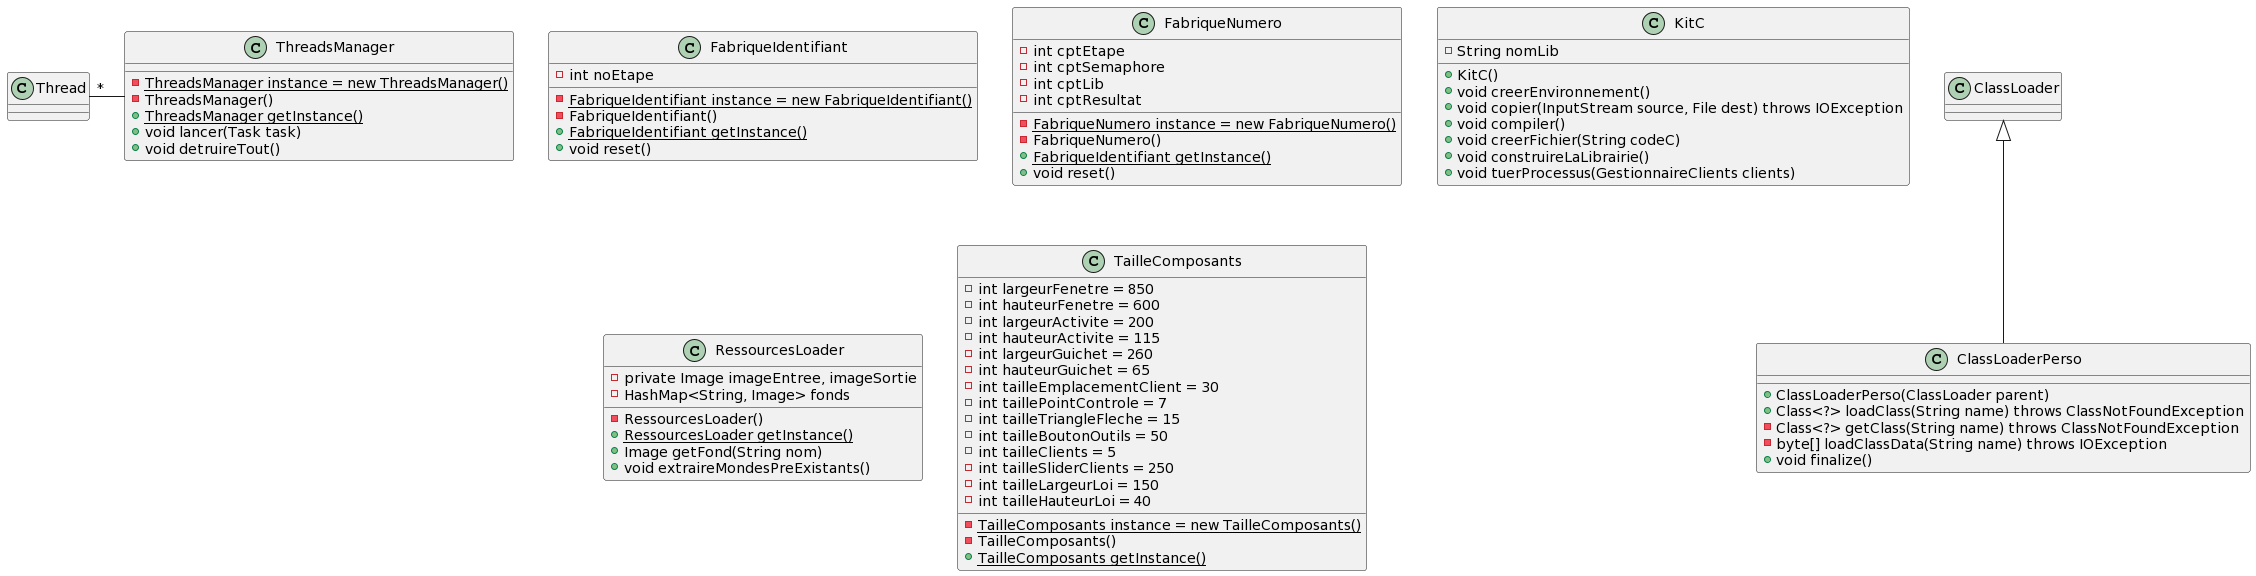 Thread
*
C ThreadsManager
ThreadsManager instance = new ThreadsManager()
ThreadsManager()
ThreadsManager getInstance()
void lancer(Task task)
void detruireTout()
C FabriqueIdentifiant
int noEtape
FabriqueIdentifiant instance = new FabriqueIdentifiant()
FabriqueIdentifiant()
FabriqueIdentifiant getInstance()
void reset()
C FabriqueNumero
int cptEtape
int cptSemaphore
int cptLib
int cptResultat
FabriqueNumero instance = new FabriqueNumero()
FabriqueNumero()
FabriqueIdentifiant getInstance()
void reset()
C KitC
String nomLib
KitC()
void creerEnvironnement()
void copier(InputStream source, File dest) throws IOException
void compiler()
void creerFichier(String codeC)
void construireLaLibrairie()
void tuerProcessus(GestionnaireClients clients)
C ClassLoader
C RessourcesLoader
private Image imageEntree, imageSortie
HashMap<String, Image> fonds
RessourcesLoader()
RessourcesLoader getInstance()
Image getFond(String nom)
void extraireMondesPreExistants()
C TailleComposants
int largeurFenetre = 850
int hauteurFenetre = 600
int largeurActivite = 200
int hauteurActivite = 115
int largeurGuichet = 260
int hauteurGuichet = 65
int tailleEmplacementClient = 30
int taillePointControle = 7
int tailleTriangleFleche = 15
int tailleBoutonOutils = 50
int tailleClients = 5
int tailleSliderClients = 250
int tailleLargeurLoi = 150
int tailleHauteurLoi = 40
TailleComposants instance = new TailleComposants()
TailleComposants()
TailleComposants getInstance()
C ClassLoaderPerso
ClassLoaderPerso(ClassLoader parent)
Class<?> loadClass(String name) throws ClassNotFoundException
Class<?> getClass(String name) throws ClassNotFoundException
byte[] loadClassData(String name) throws IOException
void finalize()